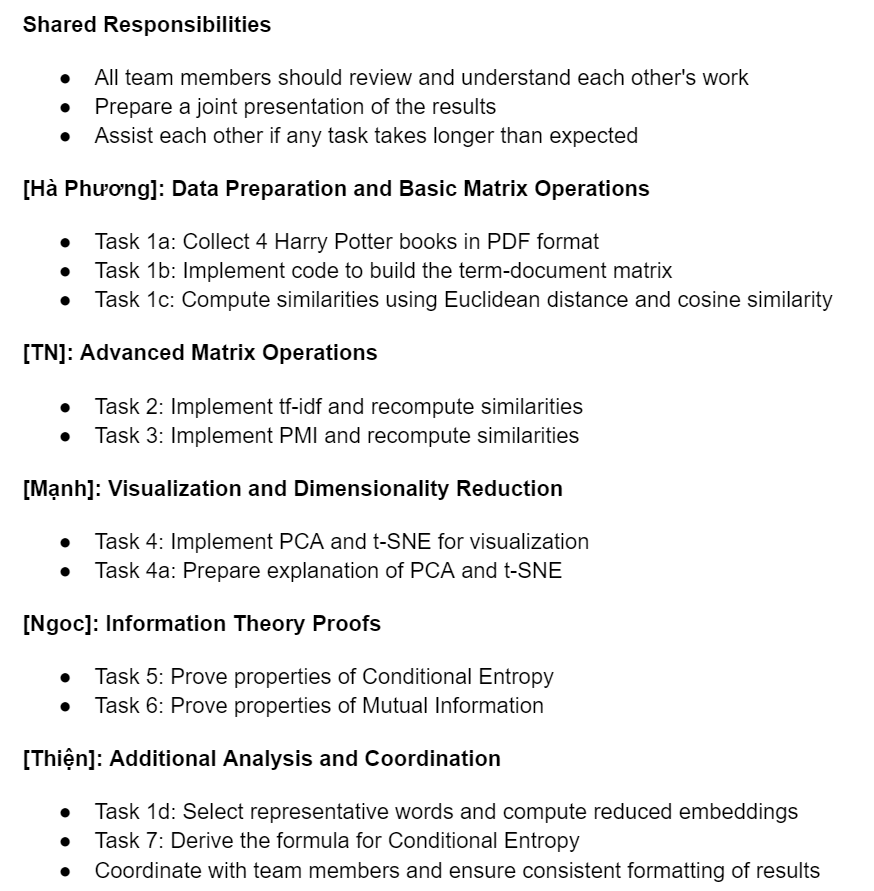 Shared Responsibilities
● All team members should review and understand each other's work
● Prepare a joint presentation of the results
● Assist each other if any task takes longer than expected
[Hà Phương]: Data Preparation and Basic Matrix Operations
● Task 1a: Collect 4 Harry Potter books in PDF format
● Task 1b: Implement code to build the term-document matrix
● Task 1c: Compute similarities using Euclidean distance and cosine similarity
[TN]: Advanced Matrix Operations
● Task 2: Implement tf-idf and recompute similarities
● Task 3: Implement PMI and recompute similarities
[Mạnh]: Visualization and Dimensionality Reduction
● Task 4: Implement PCA and t-SNE for visualization
● Task 4a: Prepare explanation of PCA and t-SNE
[Ngoc]: Information Theory Proofs
● Task 5: Prove properties of Conditional Entropy
● Task 6: Prove properties of Mutual Information
[Thiện]: Additional Analysis and Coordination
● Task 1d: Select representative words and compute reduced embeddings
● Task 7: Derive the formula for Conditional Entropy
● Coordinate with team members and ensure consistent formatting of results